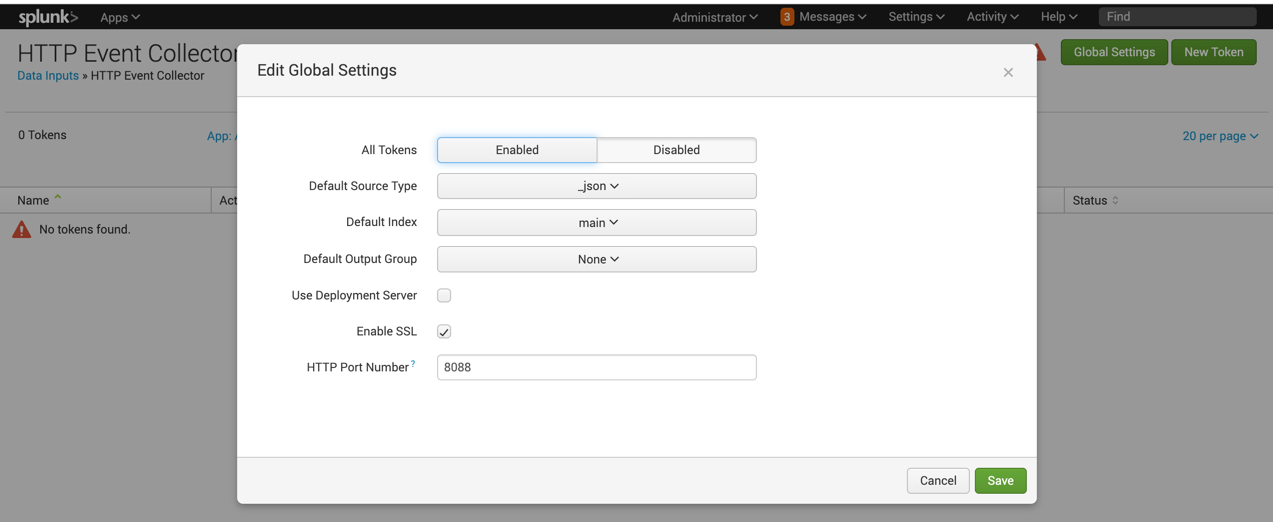 splunk> Apps Administrator 3 Messages Settings Activity Help Find
HTTP Event Collector
Data Inputs » HTTP Event Collector
Global Settings New Token
0 Tokens App: 20 per page
Name Status
No tokens found.
Edit Global Settings
All Tokens Enabled Disabled
Default Source Type _json
Default Index main
Default Output Group None
Use Deployment Server
Enable SSL
HTTP Port Number ? 8088
Cancel Save